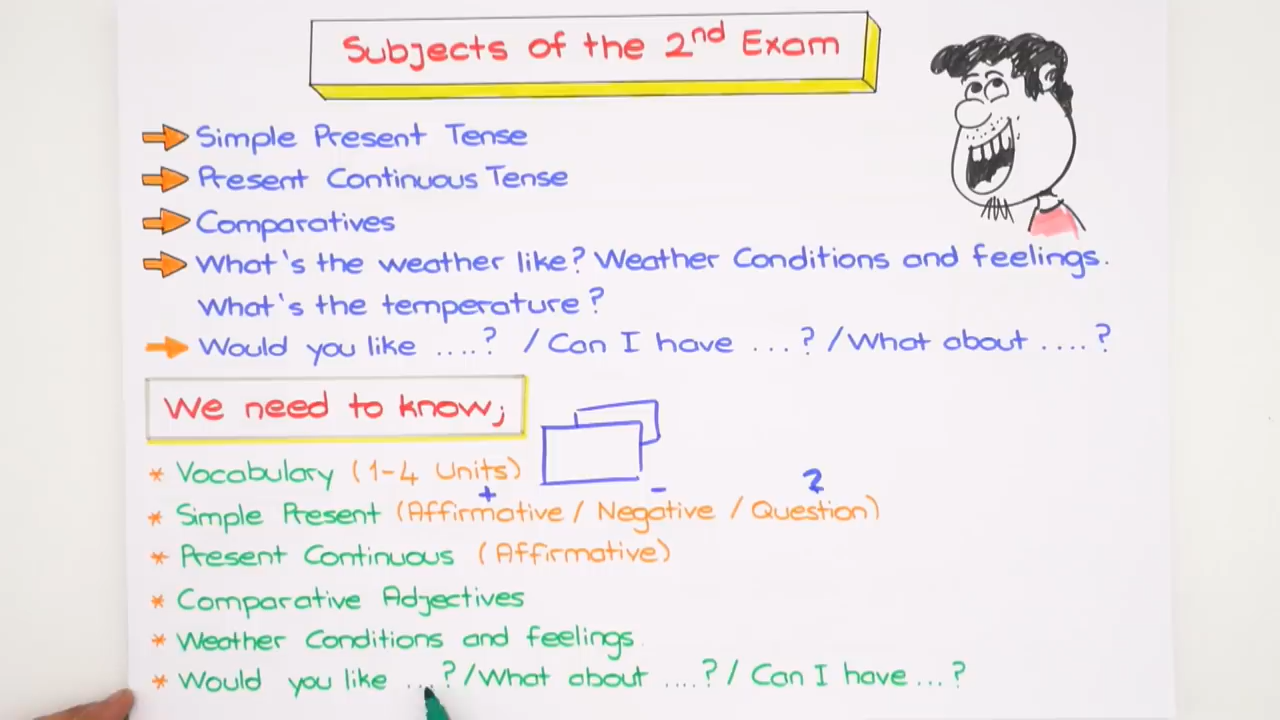 Subjects of the 2nd Exam
Simple Present Tense
Present Continuous Tense
Comparatives
What's the weather like? Weather Conditions and feelings.
What's the temperature?
Would you like ....? / Can I have ...? / What about ....?
We need to know;
* Vocabulary (1-4 Units)
+ - ?
* Simple Present (Affirmative / Negative / Question)
* Present Continuous (Affirmative)
* Comparative Adjectives
* Weather Conditions and feelings.
* Would you like ....? / What about ....? / Can I have ...?